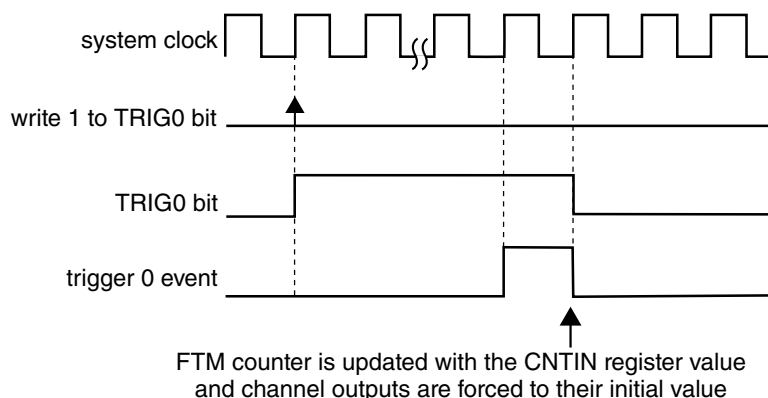 system clock
write 1 to TRIG0 bit
TRIG0 bit
trigger 0 event
FTM counter is updated with the CNTIN register value
and channel outputs are forced to their initial value